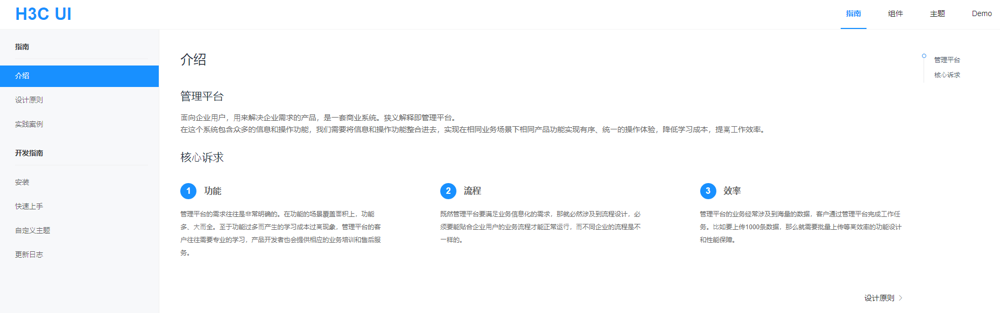 H3C UI
指南
组件
主题
Demo
指南
介绍
设计原则
实践案例
开发指南
安装
快速上手
自定义主题
更新日志
介绍
管理平台
面向企业用户，用来解决企业需求的产品，是一套商业系统。狭义解释即管理平台。
在这个系统包含众多的信息和操作功能，我们需要将信息和操作功能整合进去，实现在相同业务场景下相同产品功能实现有序、统一的操作体验，降低学习成本，提高工作效率。
核心诉求
1 功能
管理平台的需求往往是非常明确的。在功能的场景覆盖面积上，功能
多、大而全。至于功能过多而产生的学习成本过高现象，管理平台的客
户往往需要专业的学习，产品开发者也会提供相应的业务培训和售后服
务。
2 流程
既然管理平台要满足业务信息化的需求，那就必然涉及到流程设计，必
须要能贴合企业用户的业务流程才能正常运行，而不同企业的流程是不
一样的。
3 效率
管理平台的业务经常涉及到海量的数据，客户通过管理平台完成工作任
务。比如要上传1000条数据，那么就需要批量上传等高效率的功能设计
和性能保障。
设计原则
管理平台
核心诉求